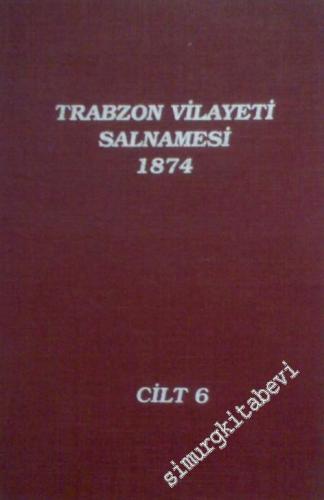 TRABZON VİLAYETİ
SALNAMESİ
1874
CİLT 6
simurgkitabevi